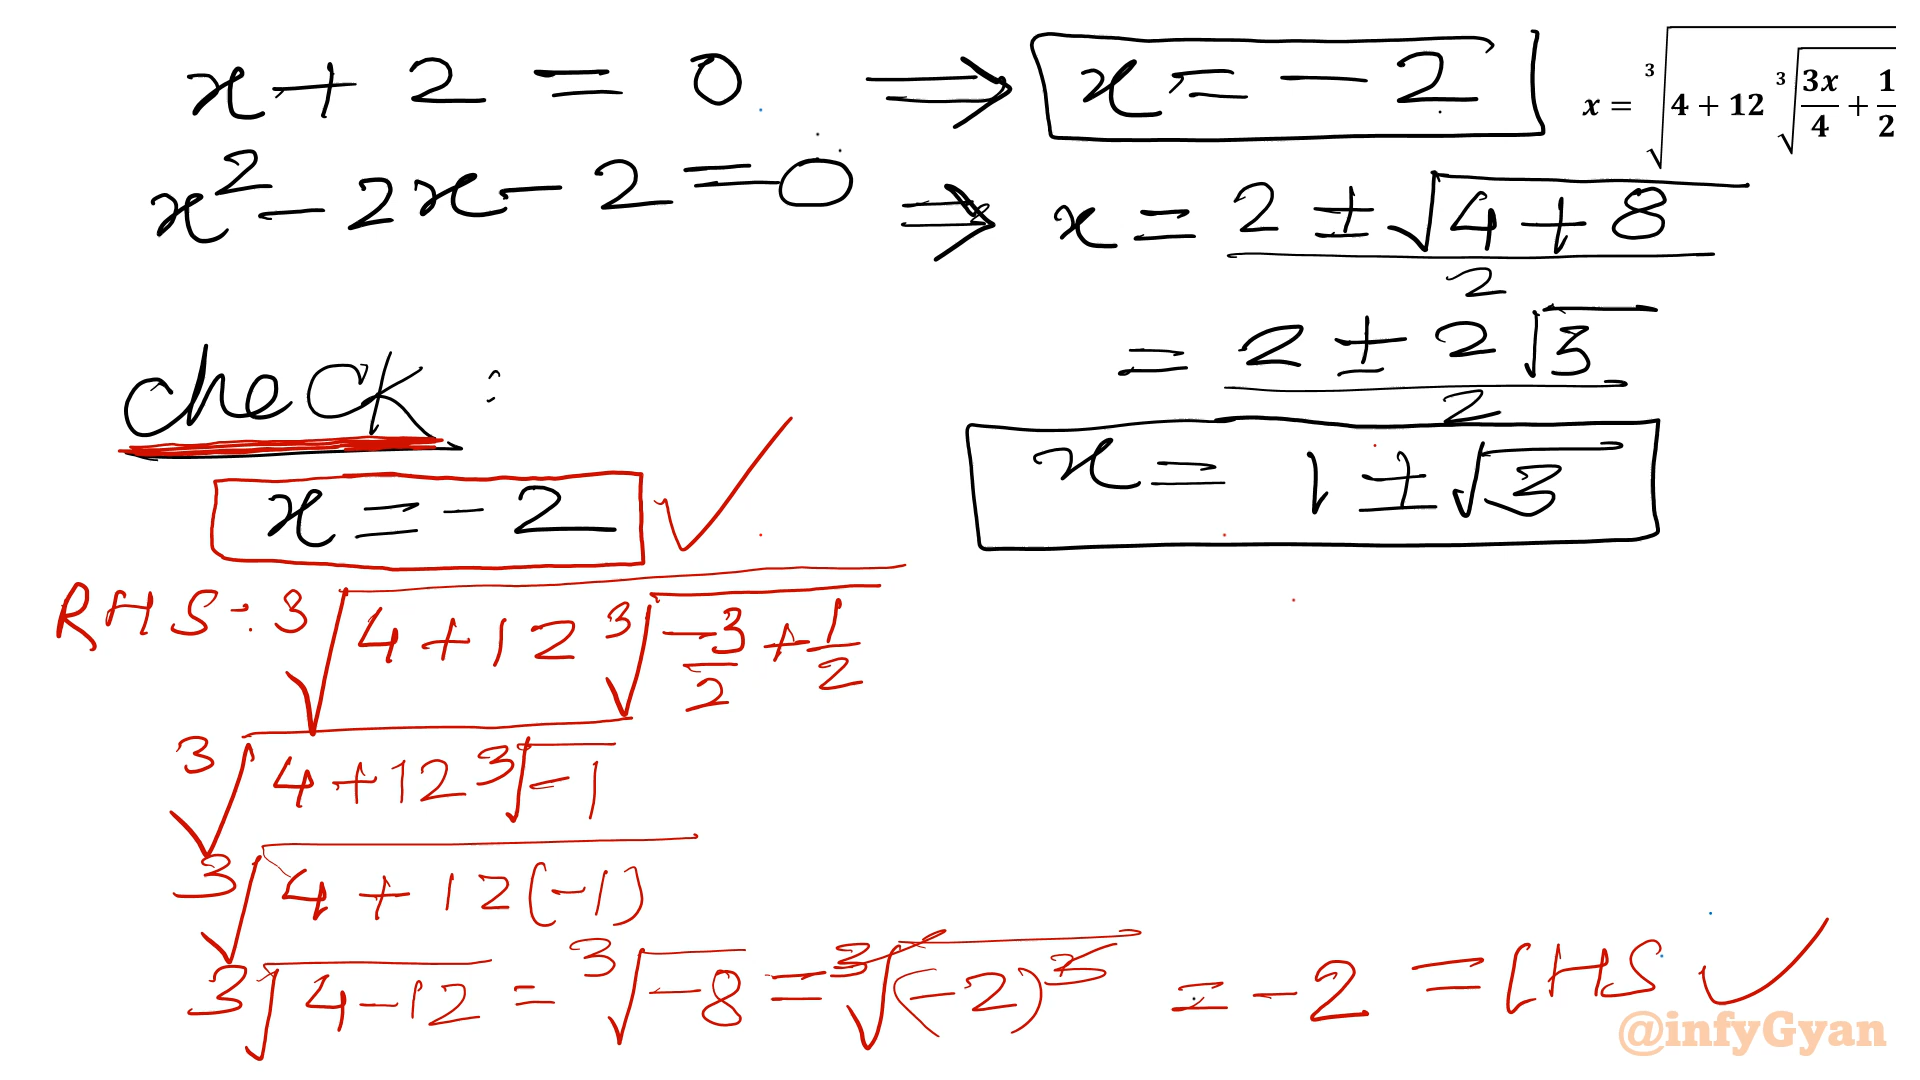 x + 2 = 0 ⟹ x = - 2
x = ∛(4 + 12 ∛(3x/4 + 1/2))
x² - 2x - 2 = 0 ⟹ x = (2 ± √(4 + 8))/2
= (2 ± 2√3)/2
x = 1 ± √3
check :
x = - 2 ✓
RHS: ∛(4 + 12 ∛(-3/2 + 1/2))
∛(4 + 12 ∛-1)
∛(4 + 12(-1))
∛(4 - 12) = ∛-8 = ∛(-2)³ = - 2 = LHS ✓
@infyGyan